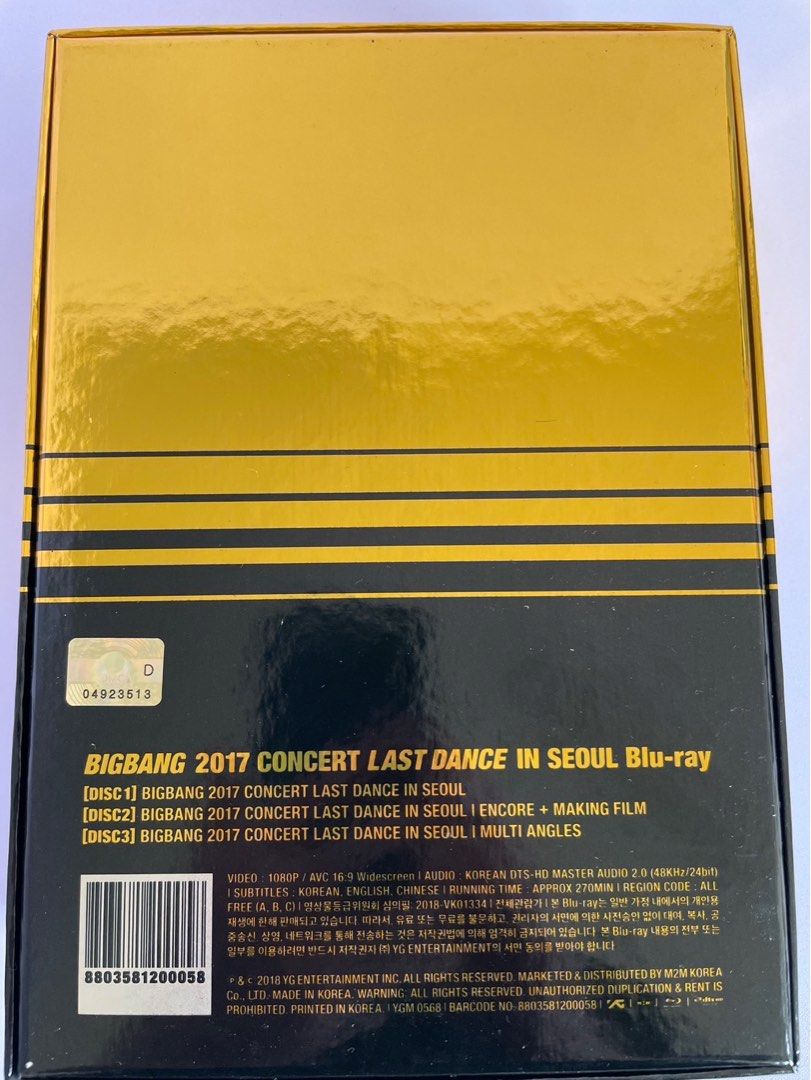 D
04923513
BIGBANG 2017 CONCERT LAST DANCE IN SEOUL Blu-ray
[DISC1] BIGBANG 2017 CONCERT LAST DANCE IN SEOUL
[DISC2] BIGBANG 2017 CONCERT LAST DANCE IN SEOUL | ENCORE + MAKING FILM
[DISC3] BIGBANG 2017 CONCERT LAST DANCE IN SEOUL | MULTI ANGLES
VIDEO : 1080P / AVC 16:9 Widescreen | AUDIO : KOREAN DTS-HD MASTER AUDIO 2.0 (48KHz/24bit)
| SUBTITLES : KOREAN, ENGLISH, CHINESE | RUNNING TIME : APPROX 270MIN | REGION CODE : ALL
FREE (A, B, C) | 영상물등급위원회 심의필: 2018-VK01334 | 전체관람가 | 본 Blu-ray는 일반 가정 내에서의 개인용
재생에 한해 판매되고 있습니다. 따라서, 유료 또는 무료를 불문하고, 권리사의 서면에 의한 사전승인 없이 대여, 복사, 공
중송신, 상영, 네트워크를 통해 전송하는 것은 저작권법에 의해 엄격히 금지되어 있습니다. 본 Blu-ray 내용의 전부 또는
일부를 이용하려면 반드시 저작권자 ㈜ YG ENTERTAINMENT의 서면 동의를 받아야 합니다.
8803581200058
P & C 2018 YG ENTERTAINMENT INC. ALL RIGHTS RESERVED. MARKETED & DISTRIBUTED BY M2M KOREA
Co., LTD. MADE IN KOREA. WARNING: ALL RIGHTS RESERVED. UNAUTHORIZED DUPLICATION & RENT IS
PROHIBITED. PRINTED IN KOREA. | YGM 0568 | BARCODE NO- 8803581200058 |